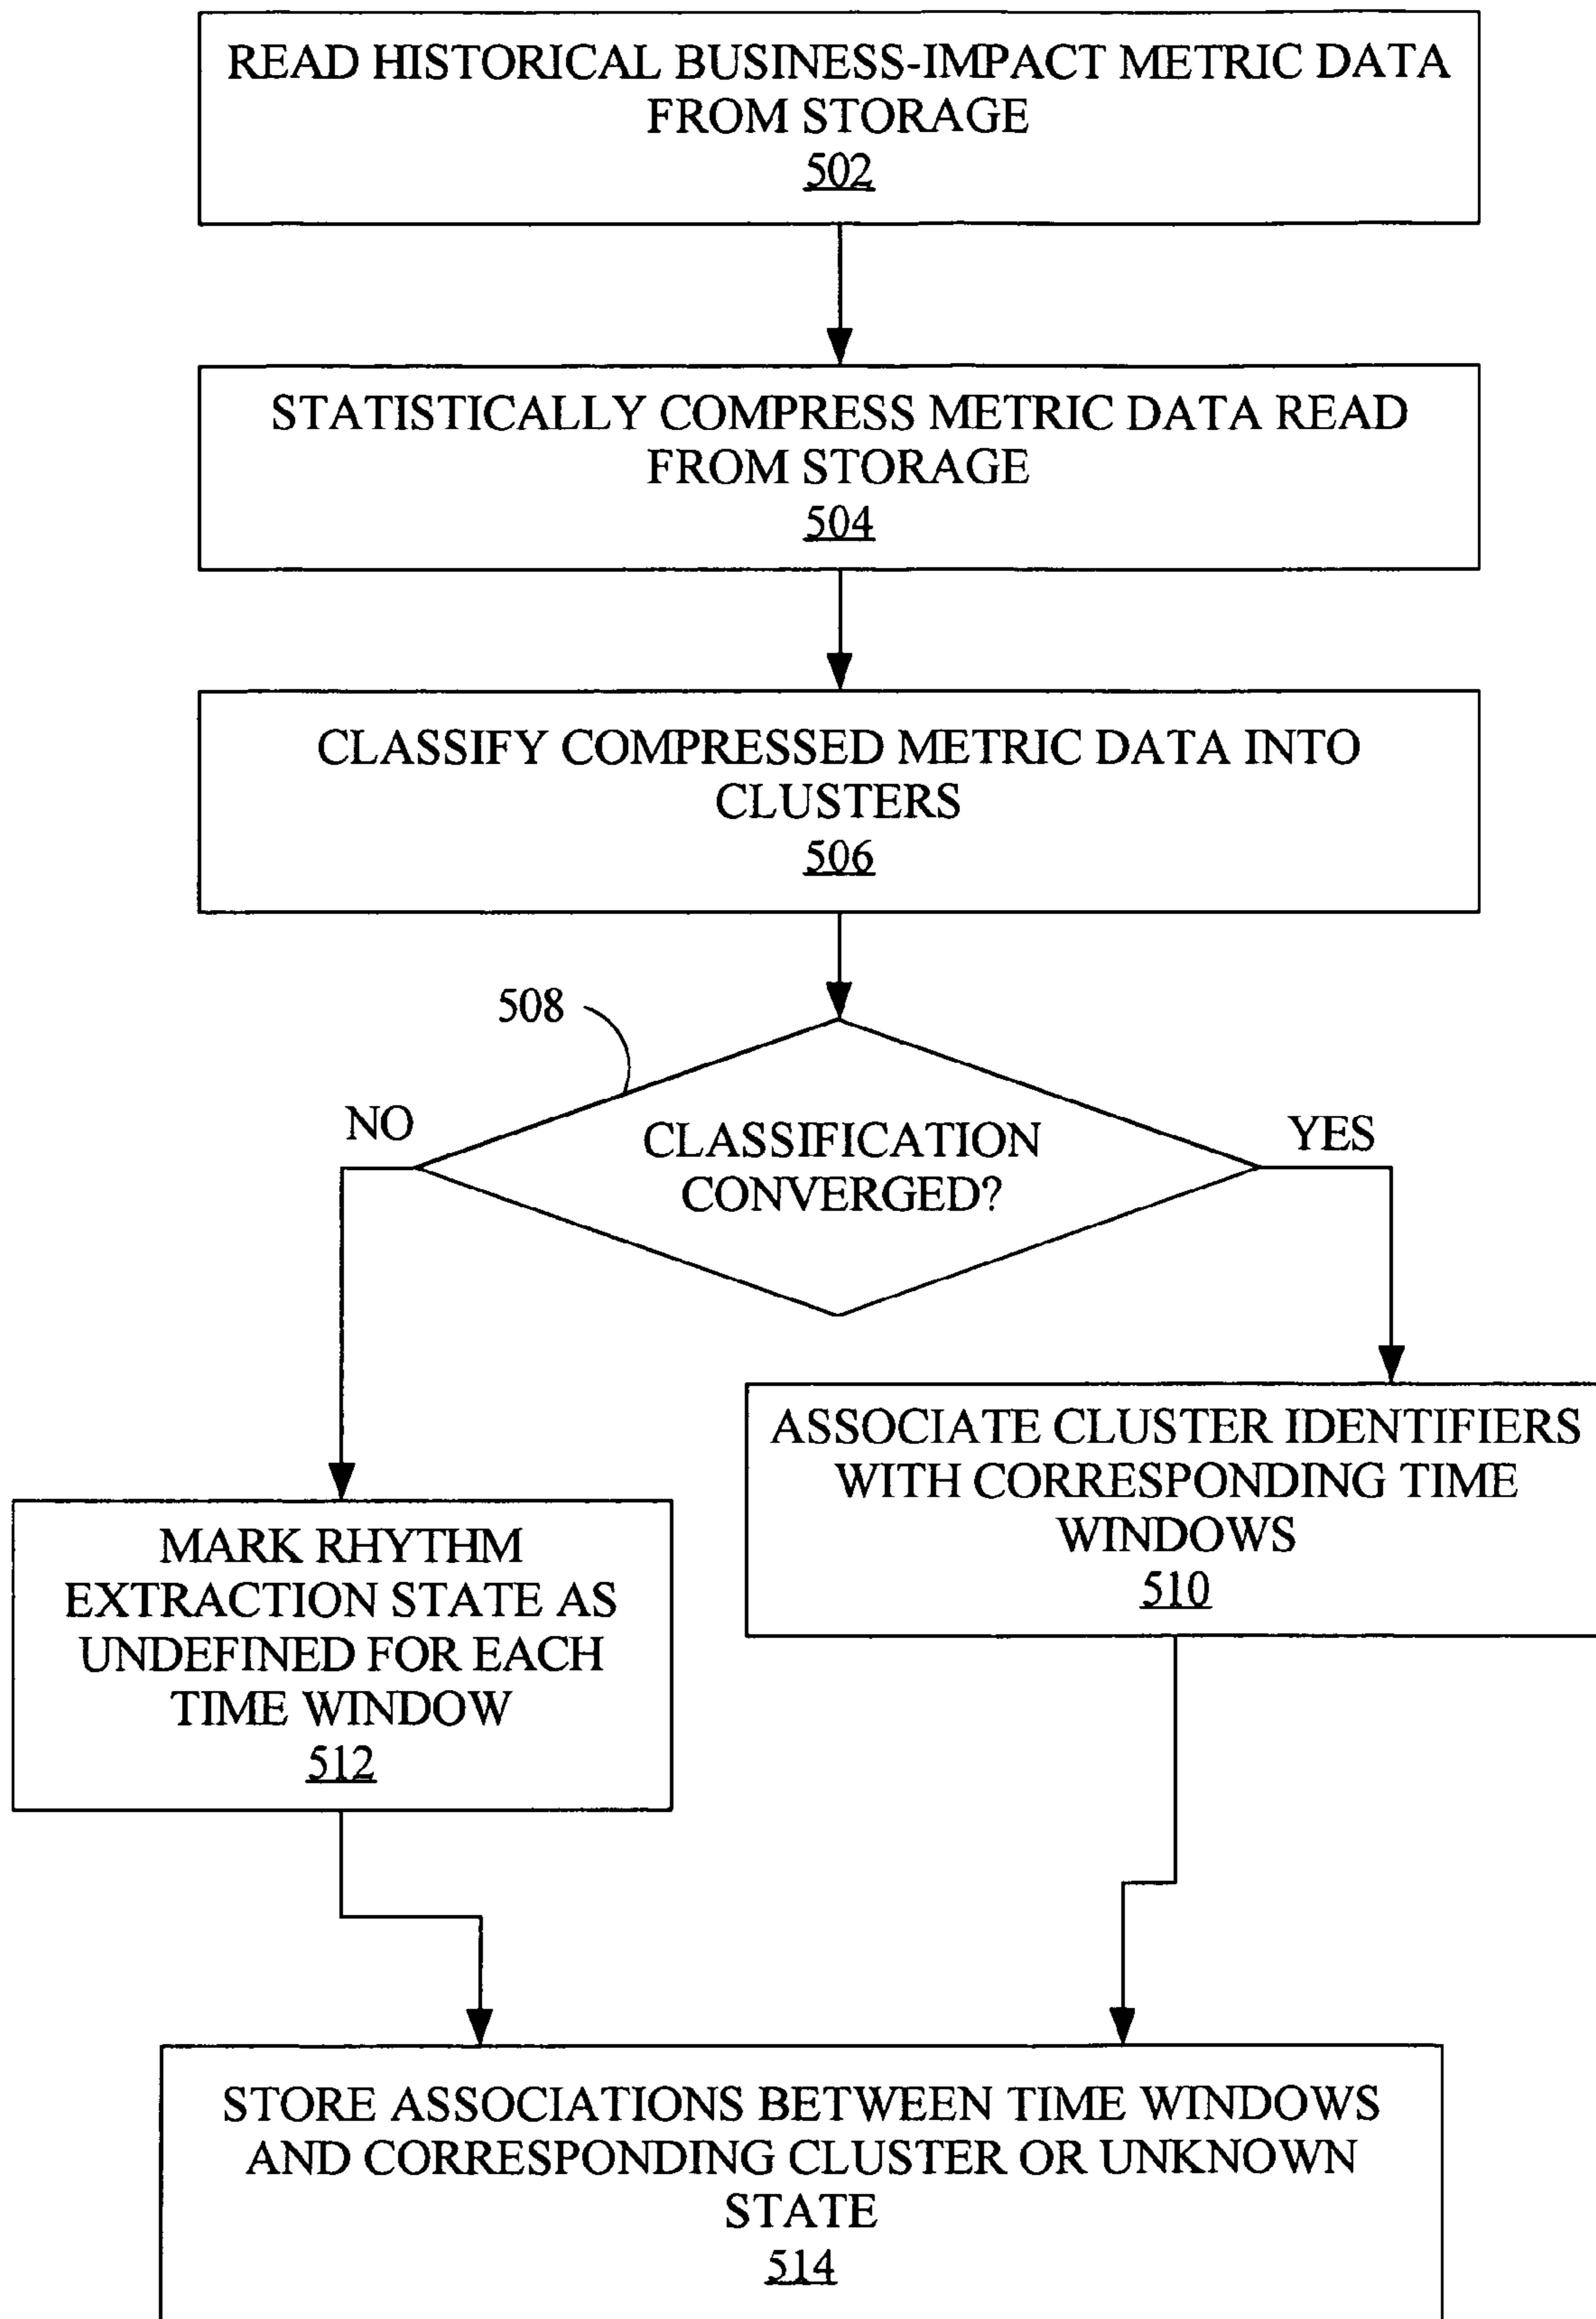 READ HISTORICAL BUSINESS-IMPACT METRIC DATA
FROM STORAGE
502
STATISTICALLY COMPRESS METRIC DATA READ
FROM STORAGE
504
CLASSIFY COMPRESSED METRIC DATA INTO
CLUSTERS
506
508
NO
CLASSIFICATION
CONVERGED?
YES
ASSOCIATE CLUSTER IDENTIFIERS
WITH CORRESPONDING TIME
WINDOWS
510
MARK RHYTHM
EXTRACTION STATE AS
UNDEFINED FOR EACH
TIME WINDOW
512
STORE ASSOCIATIONS BETWEEN TIME WINDOWS
AND CORRESPONDING CLUSTER OR UNKNOWN
STATE
514